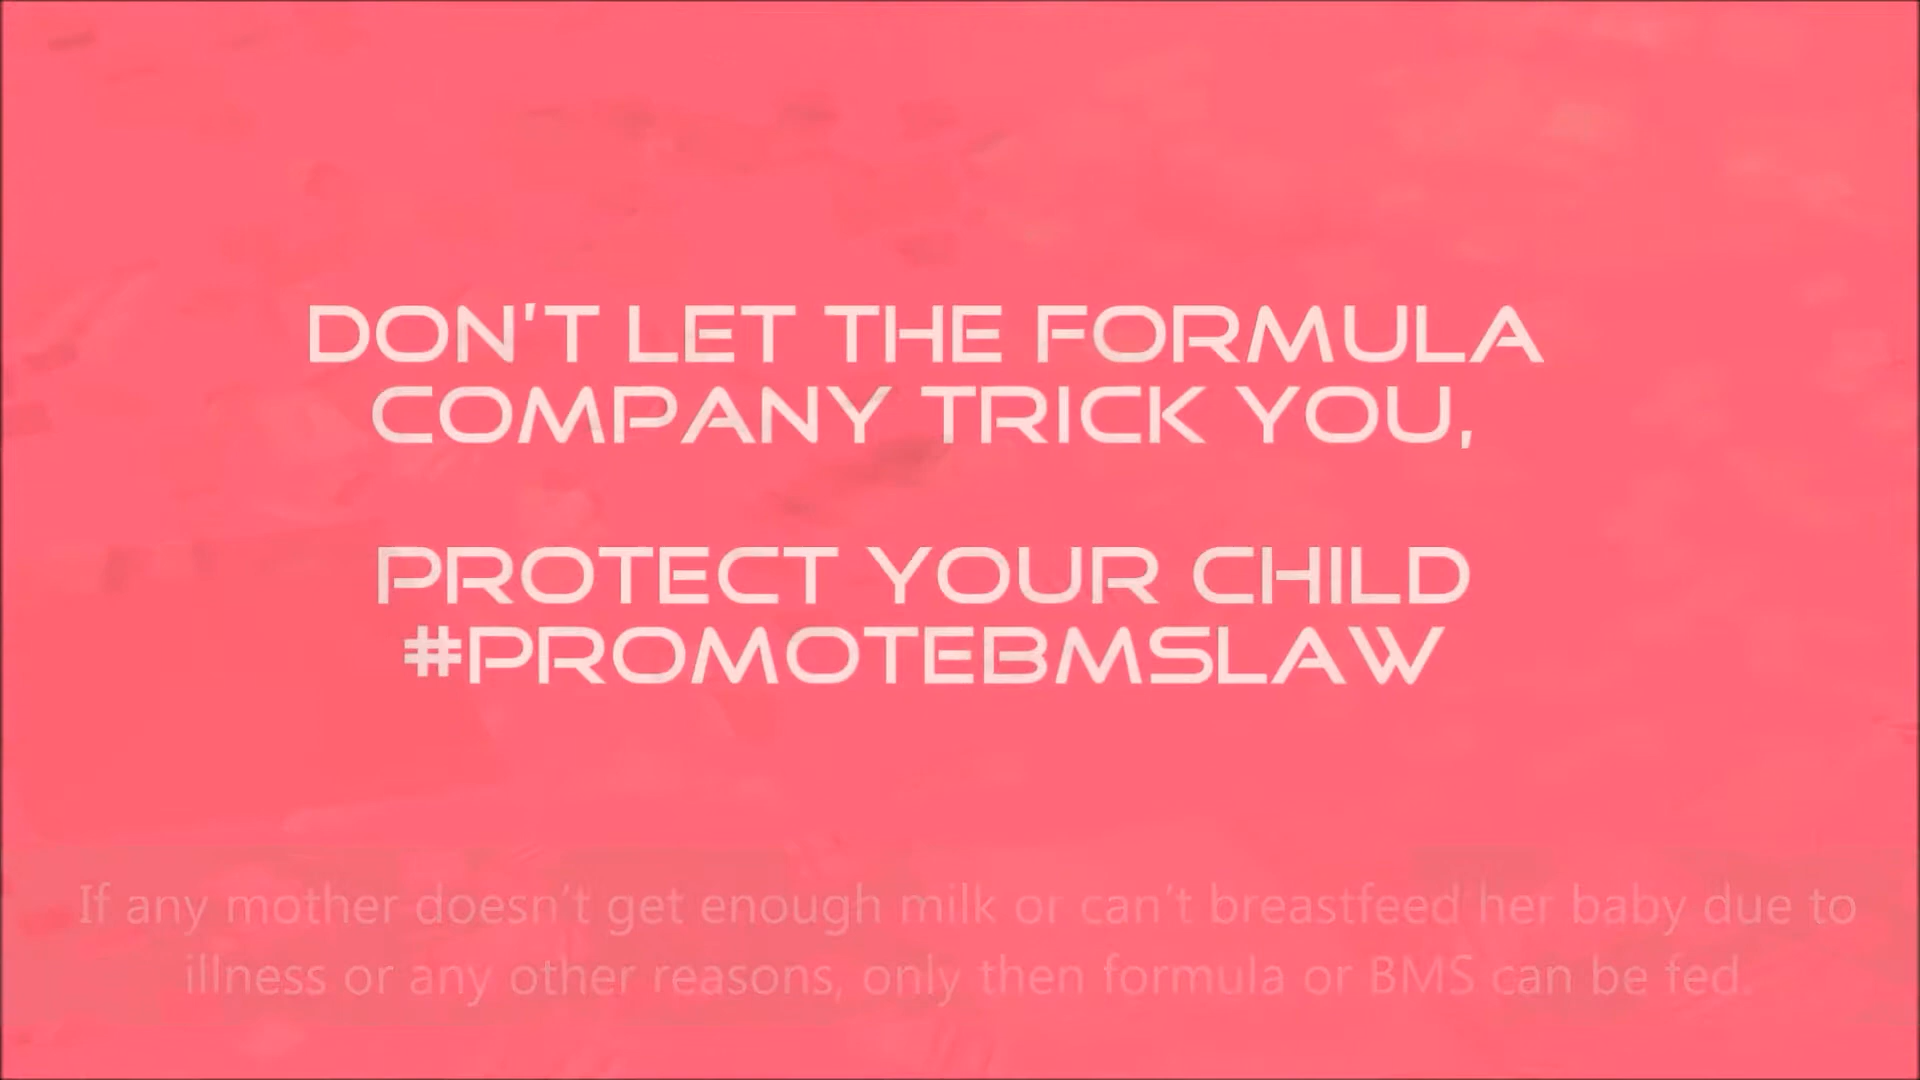 DON'T LET THE FORMULA
COMPANY TRICK YOU,
PROTECT YOUR CHILD
#PROMOTEBMSLAW
If any mother doesn't get enough milk or can't breastfeed her baby due to
illness or any other reasons, only then formula or BMS can be fed.